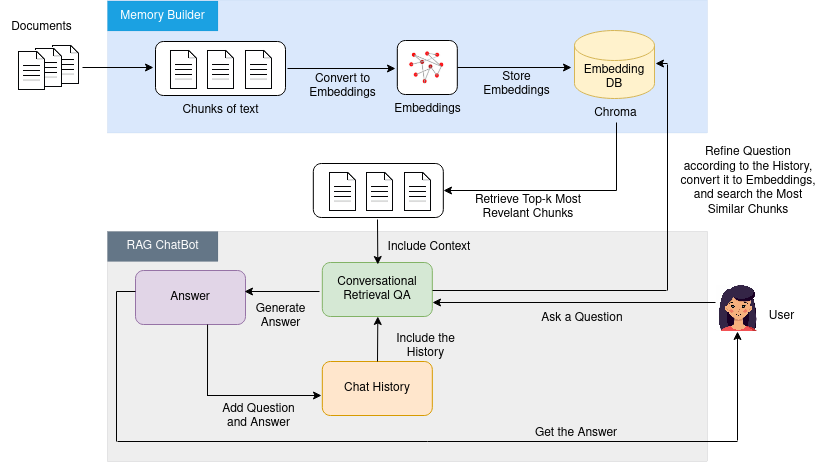 Memory Builder
Documents
Chunks of text
Convert to
Embeddings
Embeddings
Store
Embeddings
Embedding
DB
Chroma
Refine Question
according to the History,
convert it to Embeddings,
and search the Most
Similar Chunks
Retrieve Top-k Most
Revelant Chunks
RAG ChatBot
Include Context
Conversational
Retrieval QA
Answer
Generate
Answer
Ask a Question
User
Include the
History
Chat History
Add Question
and Answer
Get the Answer